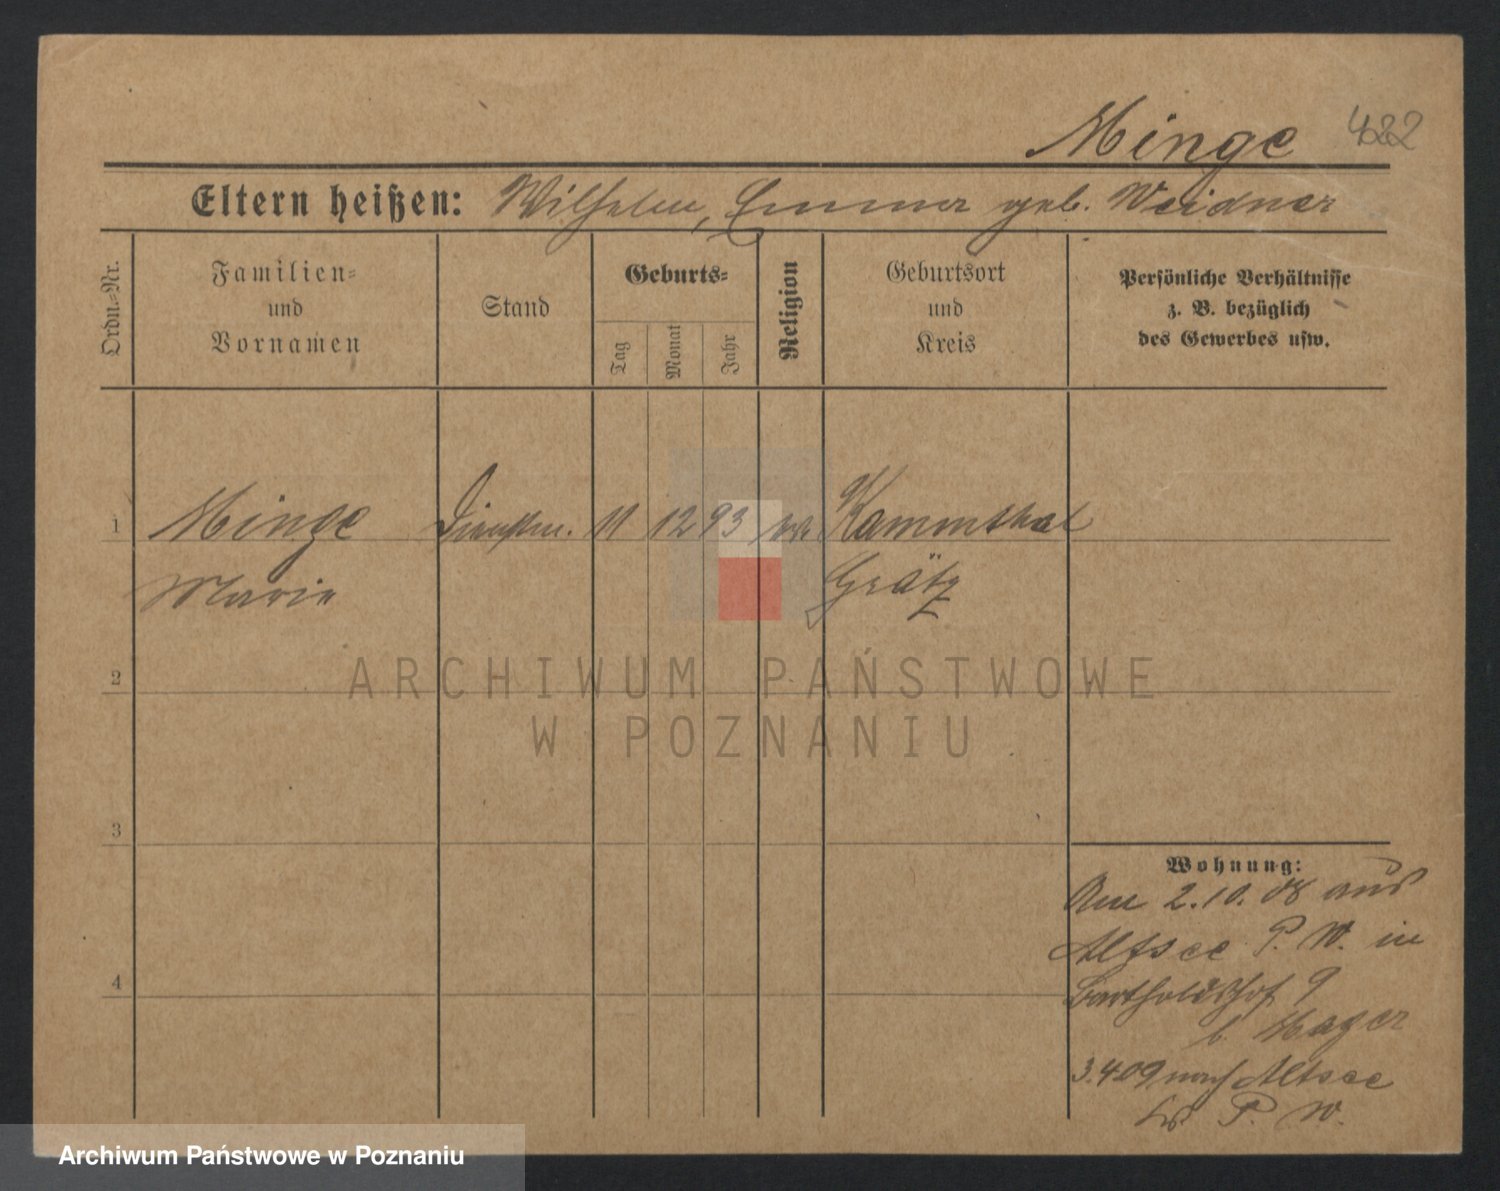 Minge 422
Eltern heißen: Wilhelm, Emma geb. Weidner
Ordn.-Nr.
Familien-
und
Vornamen
Stand
Geburts-
Tag
Monat
Jahr
Religion
Geburtsort
und
Kreis
Persönliche Verhältnisse
z. B. bezüglich
des Gewerbes usw.
1 Minge Dienstm. 11 12 93 Kammthal
Marie Grätz
ARCHIWUM PAŃSTWOWE
2
W POZNANIU
3
Wohnung:
Am 2.10.08 aus
Altsee P. W. in
Bartholdshof 9
b. Hager
4
3.4.09 nach Altsee
P. W.
Archiwum Państwowe w Poznaniu